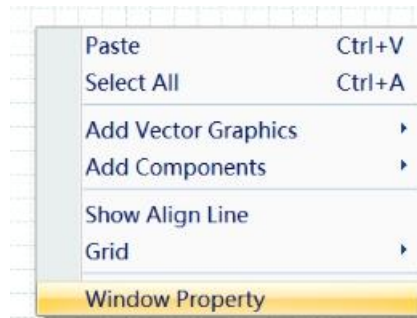 Paste Ctrl+V
Select All Ctrl+A
Add Vector Graphics
Add Components
Show Align Line
Grid
Window Property